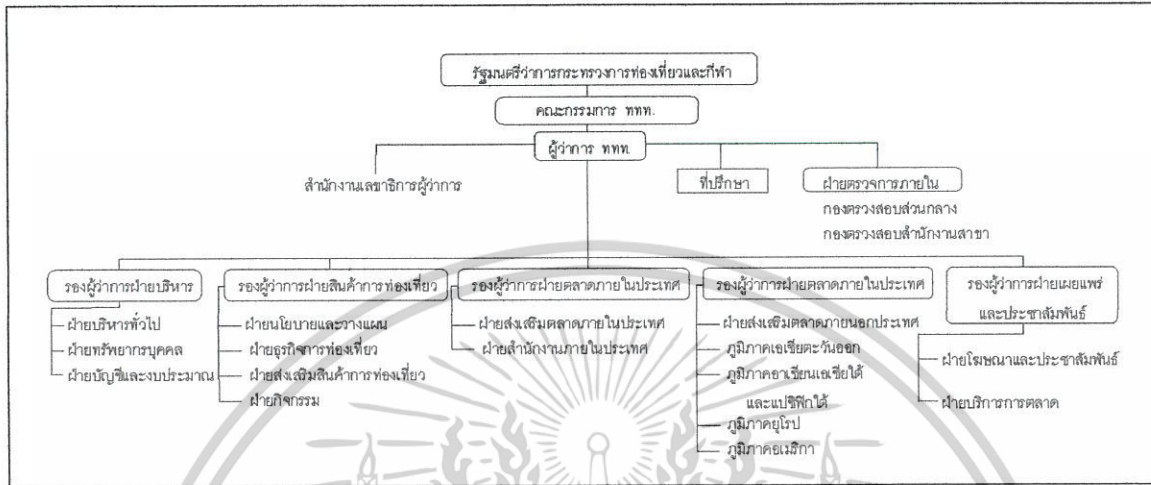 รัฐมนตรีว่าการกระทรวงการท่องเที่ยวและกีฬา
คณะกรรมการ ททท.
ผู้ว่าการ ททท.
สำนักงานเลขาธิการผู้ว่าการ
ที่ปรึกษา
ฝ่ายตรวจการภายใน
กองตรวงสอบส่วนกลาง
กองตรวงสอบสำนักงานสาขา
รองผู้ว่าการฝ่ายบริหาร
ฝ่ายบริหารทั่วไป
ฝ่ายทรัพยากรบุคคล
ฝ่ายบัญชีและงบประมาณ
รองผู้ว่าการฝ่ายสินค้าการท่องเที่ยว
ฝ่ายนโยบายและวางแผน
ฝ่ายธุรกิจการท่องเที่ยว
ฝ่ายส่งเสริมสินค้าการท่องเที่ยว
ฝ่ายกิจกรรม
รองผู้ว่าการฝ่ายตลาดภายในประเทศ
ฝ่ายส่งเสริมตลาดภายในประเทศ
ฝ่ายสำนักงานภายในประเทศ
รองผู้ว่าการฝ่ายตลาดภายในประเทศ
ฝ่ายส่งเสริมตลาดภายนอกประเทศ
ภูมิภาคเอเชียตะวันออก
ภูมิภาคอาเซียนเอเชียใต้
และแปซิฟิกใต้
ภูมิภาคยุโรป
ภูมิภาคอเมริกา
รองผู้ว่าการฝ่ายเผยแพร่
และประชาสัมพันธ์
ฝ่ายโฆษณาและประชาสัมพันธ์
ฝ่ายบริการการตลาด